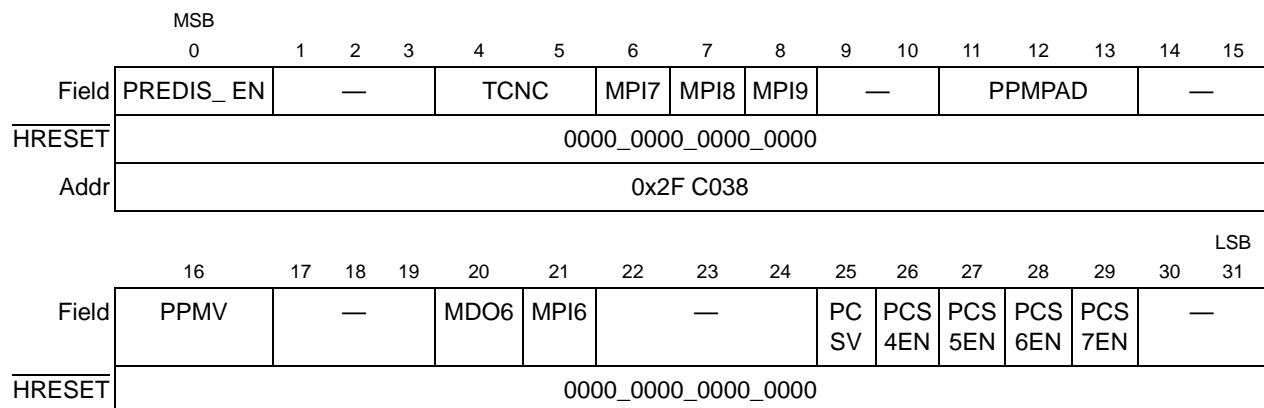 MSB
0 1 2 3 4 5 6 7 8 9 10 11 12 13 14 15
Field PREDIS_ EN — TCNC MPI7 MPI8 MPI9 — PPMPAD —
HRESET 0000_0000_0000_0000
Addr 0x2F C038
LSB
16 17 18 19 20 21 22 23 24 25 26 27 28 29 30 31
Field PPMV — MDO6 MPI6 — PC PCS PCS PCS PCS —
SV 4EN 5EN 6EN 7EN
HRESET 0000_0000_0000_0000